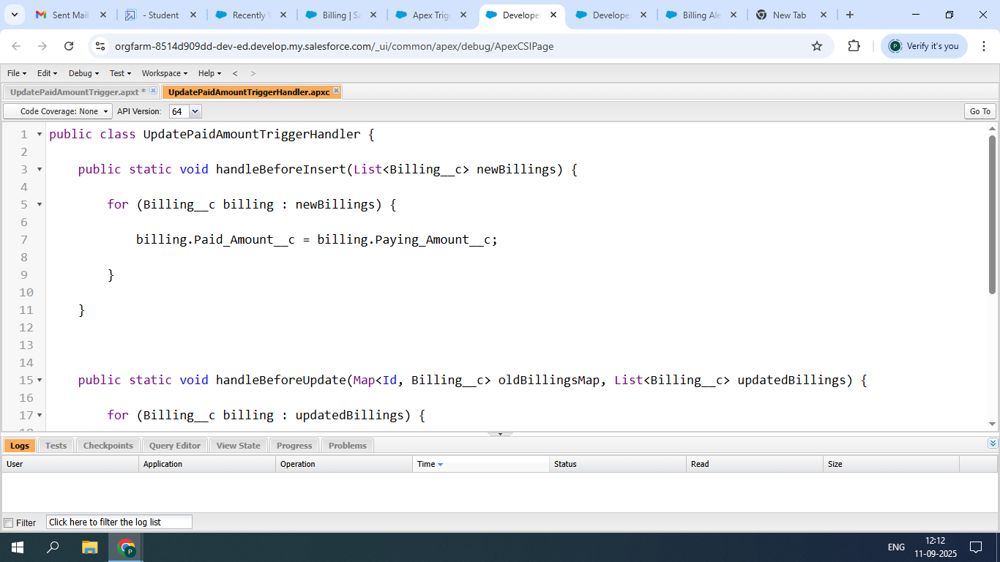 Sent Mail
- Student
Recently
Billing | S
Apex Trig
Develope
Develope
Billing Ale
New Tab
orgfarm-8514d909dd-dev-ed.develop.my.salesforce.com/_ui/common/apex/debug/ApexCSIPage
P
Verify it's you
File Edit Debug Test Workspace Help < >
UpdatePaidAmountTrigger.apxt *
UpdatePaidAmountTriggerHandler.apxc
Code Coverage: None
API Version:
64
Go To
1 public class UpdatePaidAmountTriggerHandler {
2
3 public static void handleBeforeInsert(List<Billing__c> newBillings) {
4
5 for (Billing__c billing : newBillings) {
6
7 billing.Paid_Amount__c = billing.Paying_Amount__c;
8
9 }
10
11 }
12
13
14
15 public static void handleBeforeUpdate(Map<Id, Billing__c> oldBillingsMap, List<Billing__c> updatedBillings) {
16
17 for (Billing__c billing : updatedBillings) {
Logs Tests Checkpoints Query Editor View State Progress Problems
User Application Operation Time Status Read Size
Filter
Click here to filter the log list
P
ENG
12:12
11-09-2025